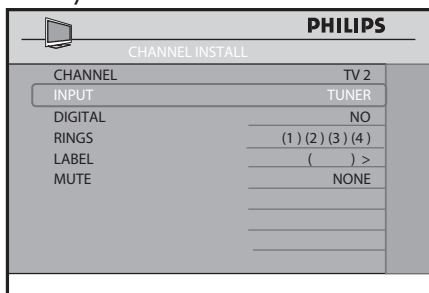 PHILIPS
CHANNEL INSTALL
CHANNEL TV 2
INPUT TUNER
DIGITAL NO
RINGS (1)(2)(3)(4)
LABEL ( ) >
MUTE NONE